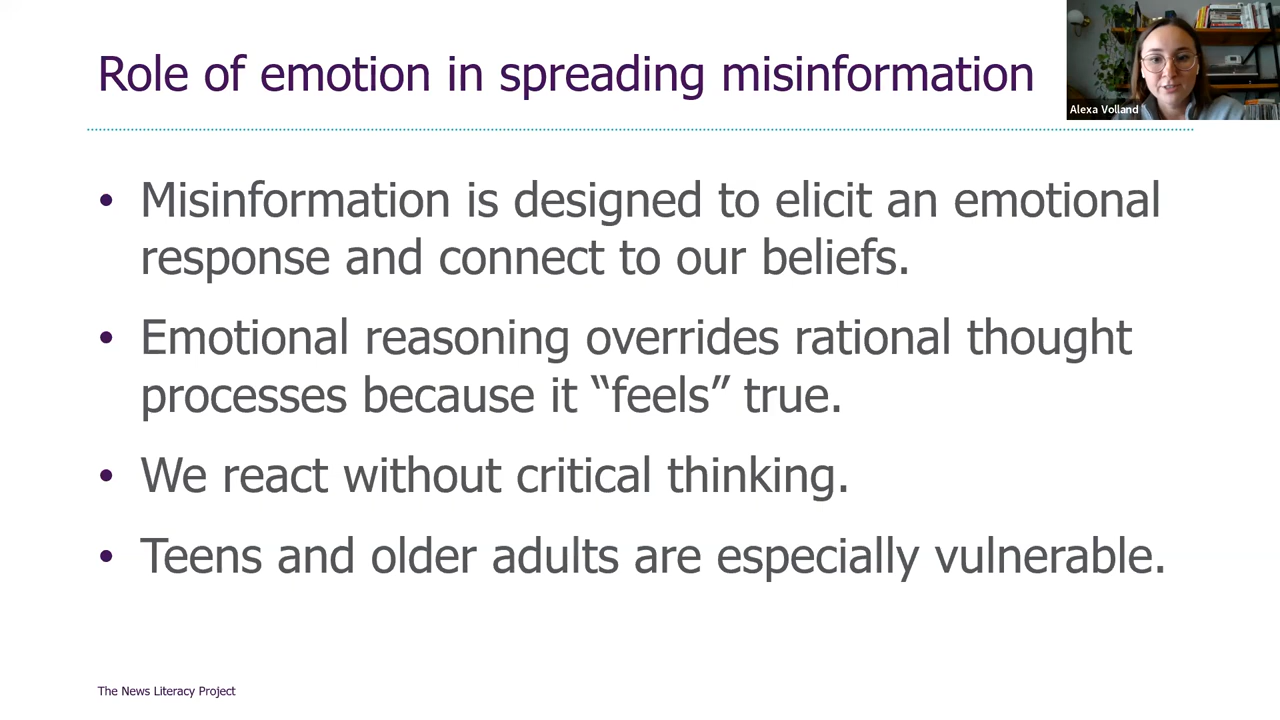 Role of emotion in spreading misinformation
Alexa Volland
• Misinformation is designed to elicit an emotional
response and connect to our beliefs.
• Emotional reasoning overrides rational thought
processes because it “feels” true.
• We react without critical thinking.
• Teens and older adults are especially vulnerable.
The News Literacy Project